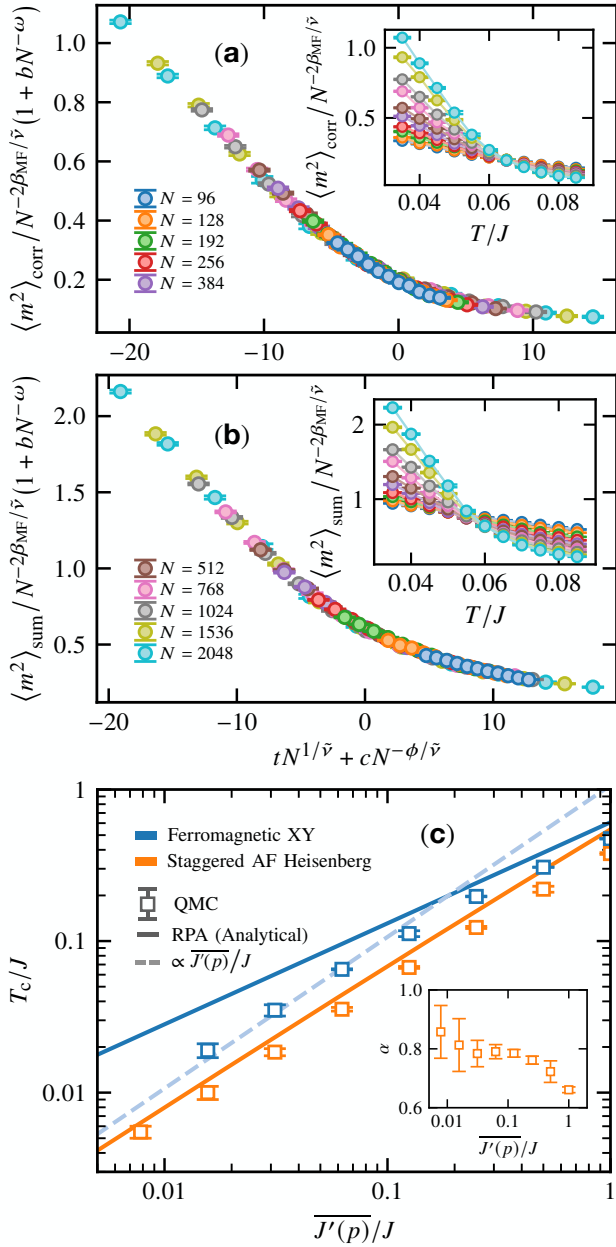 ⟨m²⟩corr/N^{-2βMF/ν̃}(1 + bN^{-ω})
1.0
0.8
0.6
0.4
0.2
(a)
N = 96
N = 128
N = 192
N = 256
N = 384
−20
−10
0
10
⟨m²⟩corr/N^{-2βMF/ν̃}
1.0
0.5
0.04 0.06 0.08
T/J
⟨m²⟩sum/N^{-2βMF/ν̃}(1 + bN^{-ω})
2.0
1.5
1.0
0.5
(b)
N = 512
N = 768
N = 1024
N = 1536
N = 2048
−20
−10
0
10
tN^{1/ν̃} + cN^{-ϕ/ν̃}
⟨m²⟩sum/N^{-2βMF/ν̃}
2
1
0.04 0.06 0.08
T/J
Tc/J
1
0.1
0.01
(c)
Ferromagnetic XY
Staggered AF Heisenberg
QMC
RPA (Analytical)
∝ \overline{J′(p)}/J
0.01
0.1
1
\overline{J′(p)}/J
α
1.0
0.8
0.6
0.01 0.1 1
\overline{J′(p)}/J